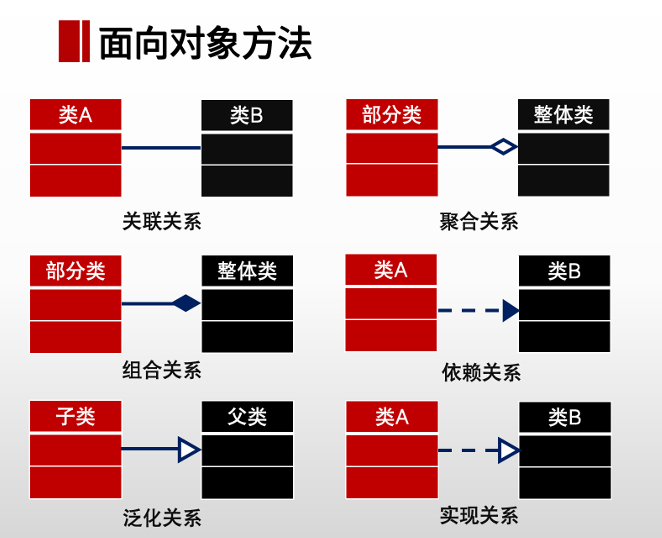 面向对象方法
类A
类B
部分类
整体类
关联关系
聚合关系
部分类
整体类
类A
类B
组合关系
依赖关系
子类
父类
类A
类B
泛化关系
实现关系